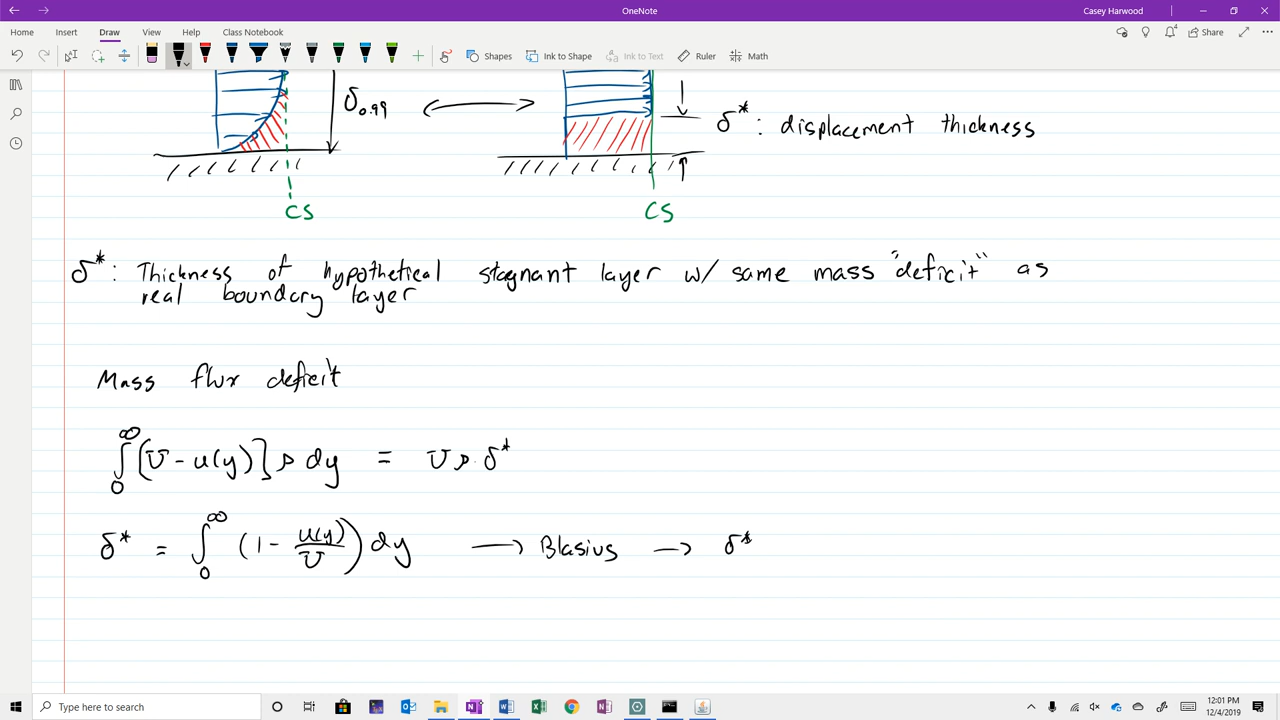 OneNote
Casey Harwood
Home Insert Draw View Help Class Notebook
Share
Shapes Ink to Shape Ink to Text Ruler Math
δ0.99
δ* : displacement thickness
CS CS
δ* : Thickness of hypothetical stagnant layer w/ same mass "deficit" as
real boundary layer
Mass flux deficit
∫₀^∞ [U - u(y)] ρ dy = U ρ δ*
δ* = ∫₀^∞ (1 - u(y)/U) dy → Blasius → δ*
Type here to search
12:01 PM
12/4/2019